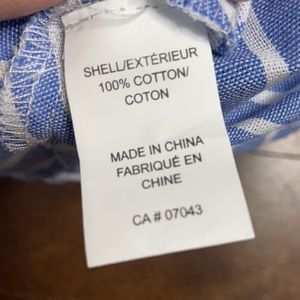 SHELL/EXTÉRIEUR
100% COTTON/
COTON
MADE IN CHINA
FABRIQUÉ EN
CHINE
CA # 07043